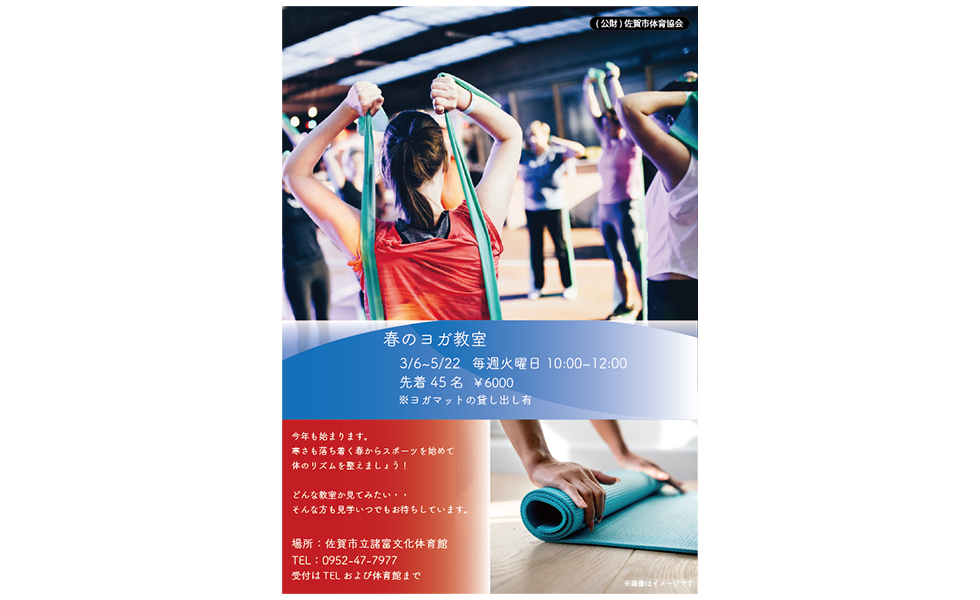 (公財)佐賀市体育協会
春のヨガ教室
3/6~5/22 毎週火曜日 10:00~12:00
先着 45 名 ￥6000
※ヨガマットの貸し出し有
今年も始まります。
寒さも落ち着く春からスポーツを始めて
体のリズムを整えましょう！
どんな教室か見てみたい・・
そんな方も見学いつでもお待ちしています。
場所：佐賀市立諸富文化体育館
TEL：0952-47-7977
受付は TEL および体育館まで
※画像はイメージです